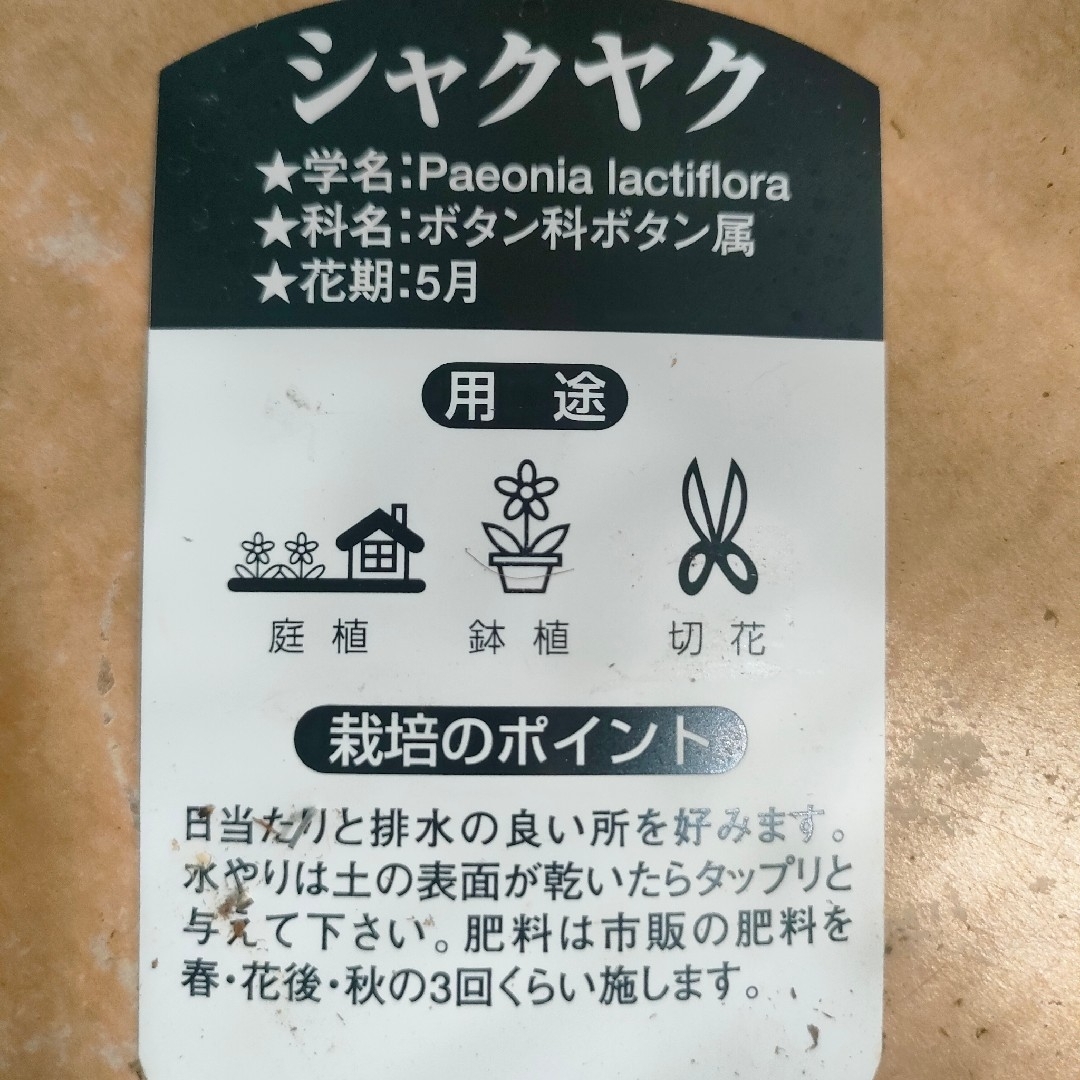 シャクヤク
★学名:Paeonia lactiflora
★科名:ボタン科ボタン属
★花期:5月
用 途
庭植 鉢植 切花
栽培のポイント
日当たりと排水の良い所を好みます。
水やりは土の表面が乾いたらタップリと
与えて下さい。肥料は市販の肥料を
春・花後・秋の3回くらい施します。